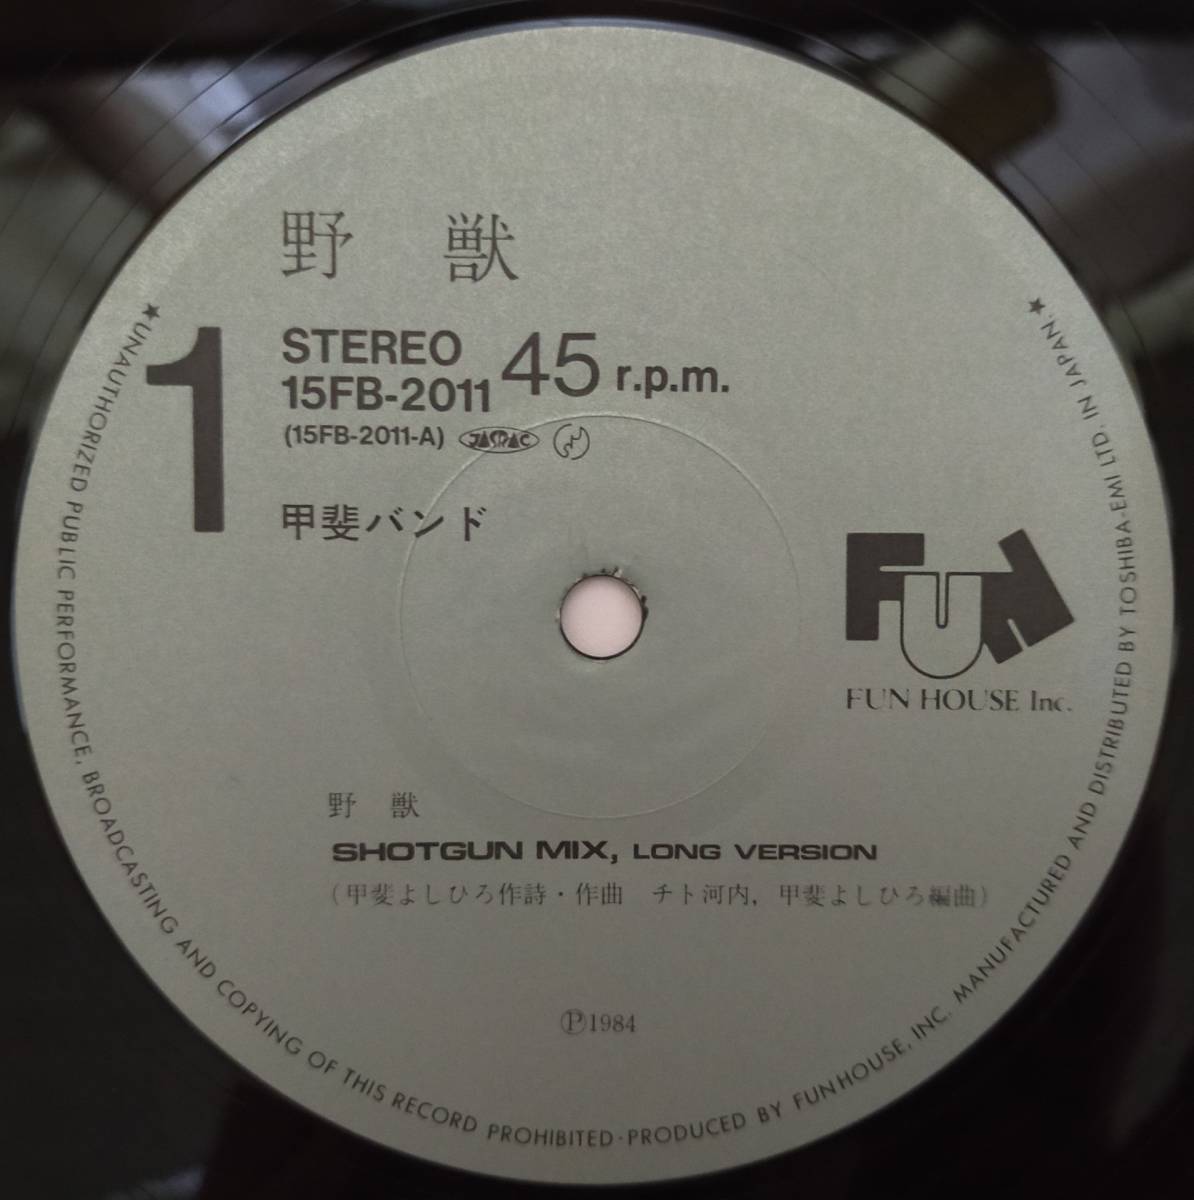 野 獣
1
STEREO
15FB-2011
45 r.p.m.
(15FB-2011-A) JASRAC
甲斐バンド
FUN
FUN HOUSE Inc.
野 獣
SHOTGUN MIX, LONG VERSION
(甲斐よしひろ作詩・作曲 チト河内, 甲斐よしひろ編曲)
Ⓟ1984
★UNAUTHORIZED PUBLIC PERFORMANCE, BROADCASTING AND COPYING OF THIS RECORD PROHIBITED·PRODUCED BY FUNHOUSE, INC. MANUFACTURED AND DISTRIBUTED BY TOSHIBA-EMI LTD. IN JAPAN.★